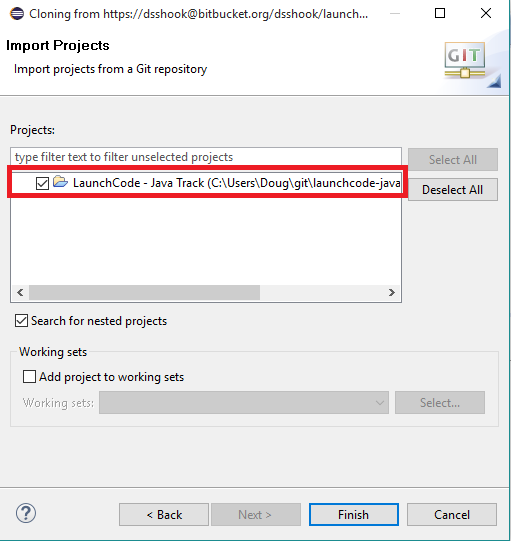 Cloning from https://dsshook@bitbucket.org/dsshook/launch...
Import Projects
Import projects from a Git repository
GIT
Projects:
type filter text to filter unselected projects
Select All
LaunchCode - Java Track (C:\Users\Doug\git\launchcode-java
Deselect All
Search for nested projects
Working sets
Add project to working sets
Working sets:
Select...
?
< Back
Next >
Finish
Cancel